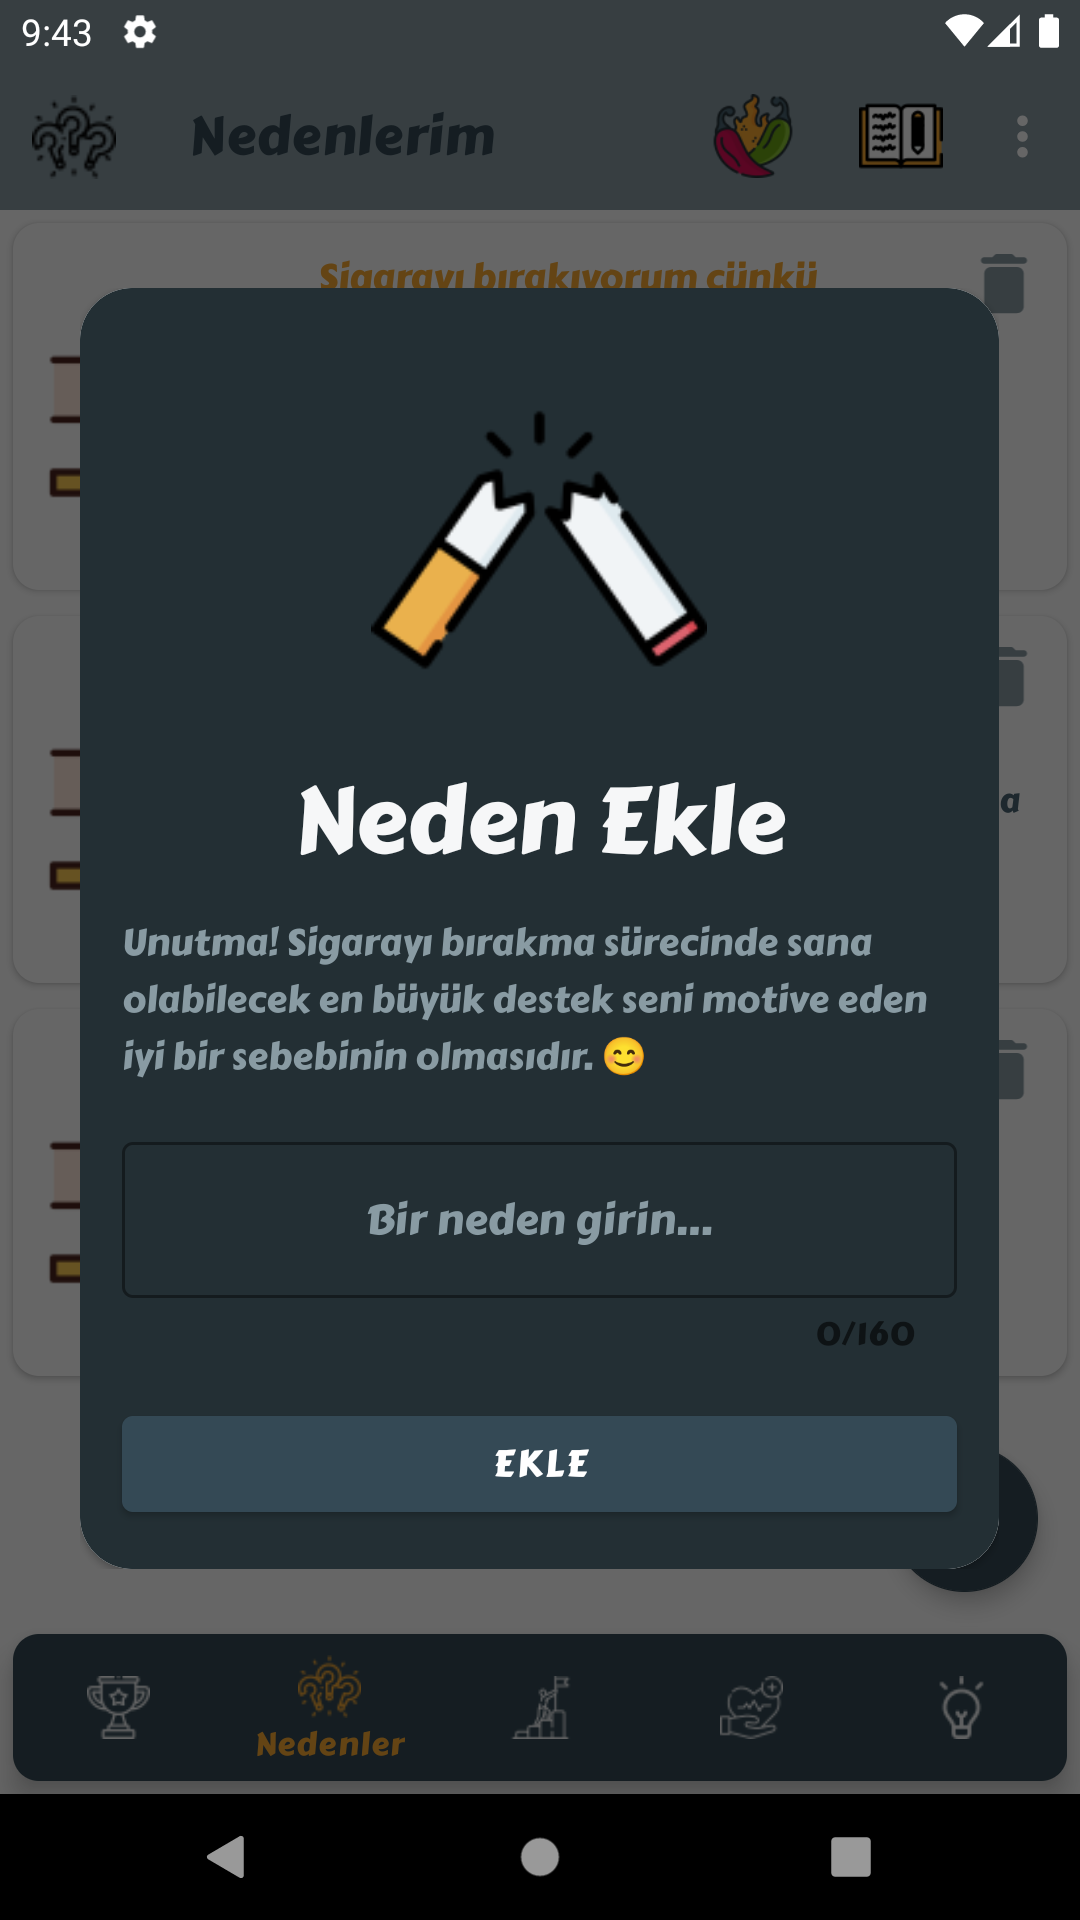 9:43
Nedenlerim
Sigarayı bırakıyorum çünkü
a
Neden Ekle
Unutma! Sigarayı bırakma sürecinde sana
olabilecek en büyük destek seni motive eden
iyi bir sebebinin olmasıdır. 😊
Bir neden girin...
0/160
EKLE
Nedenler